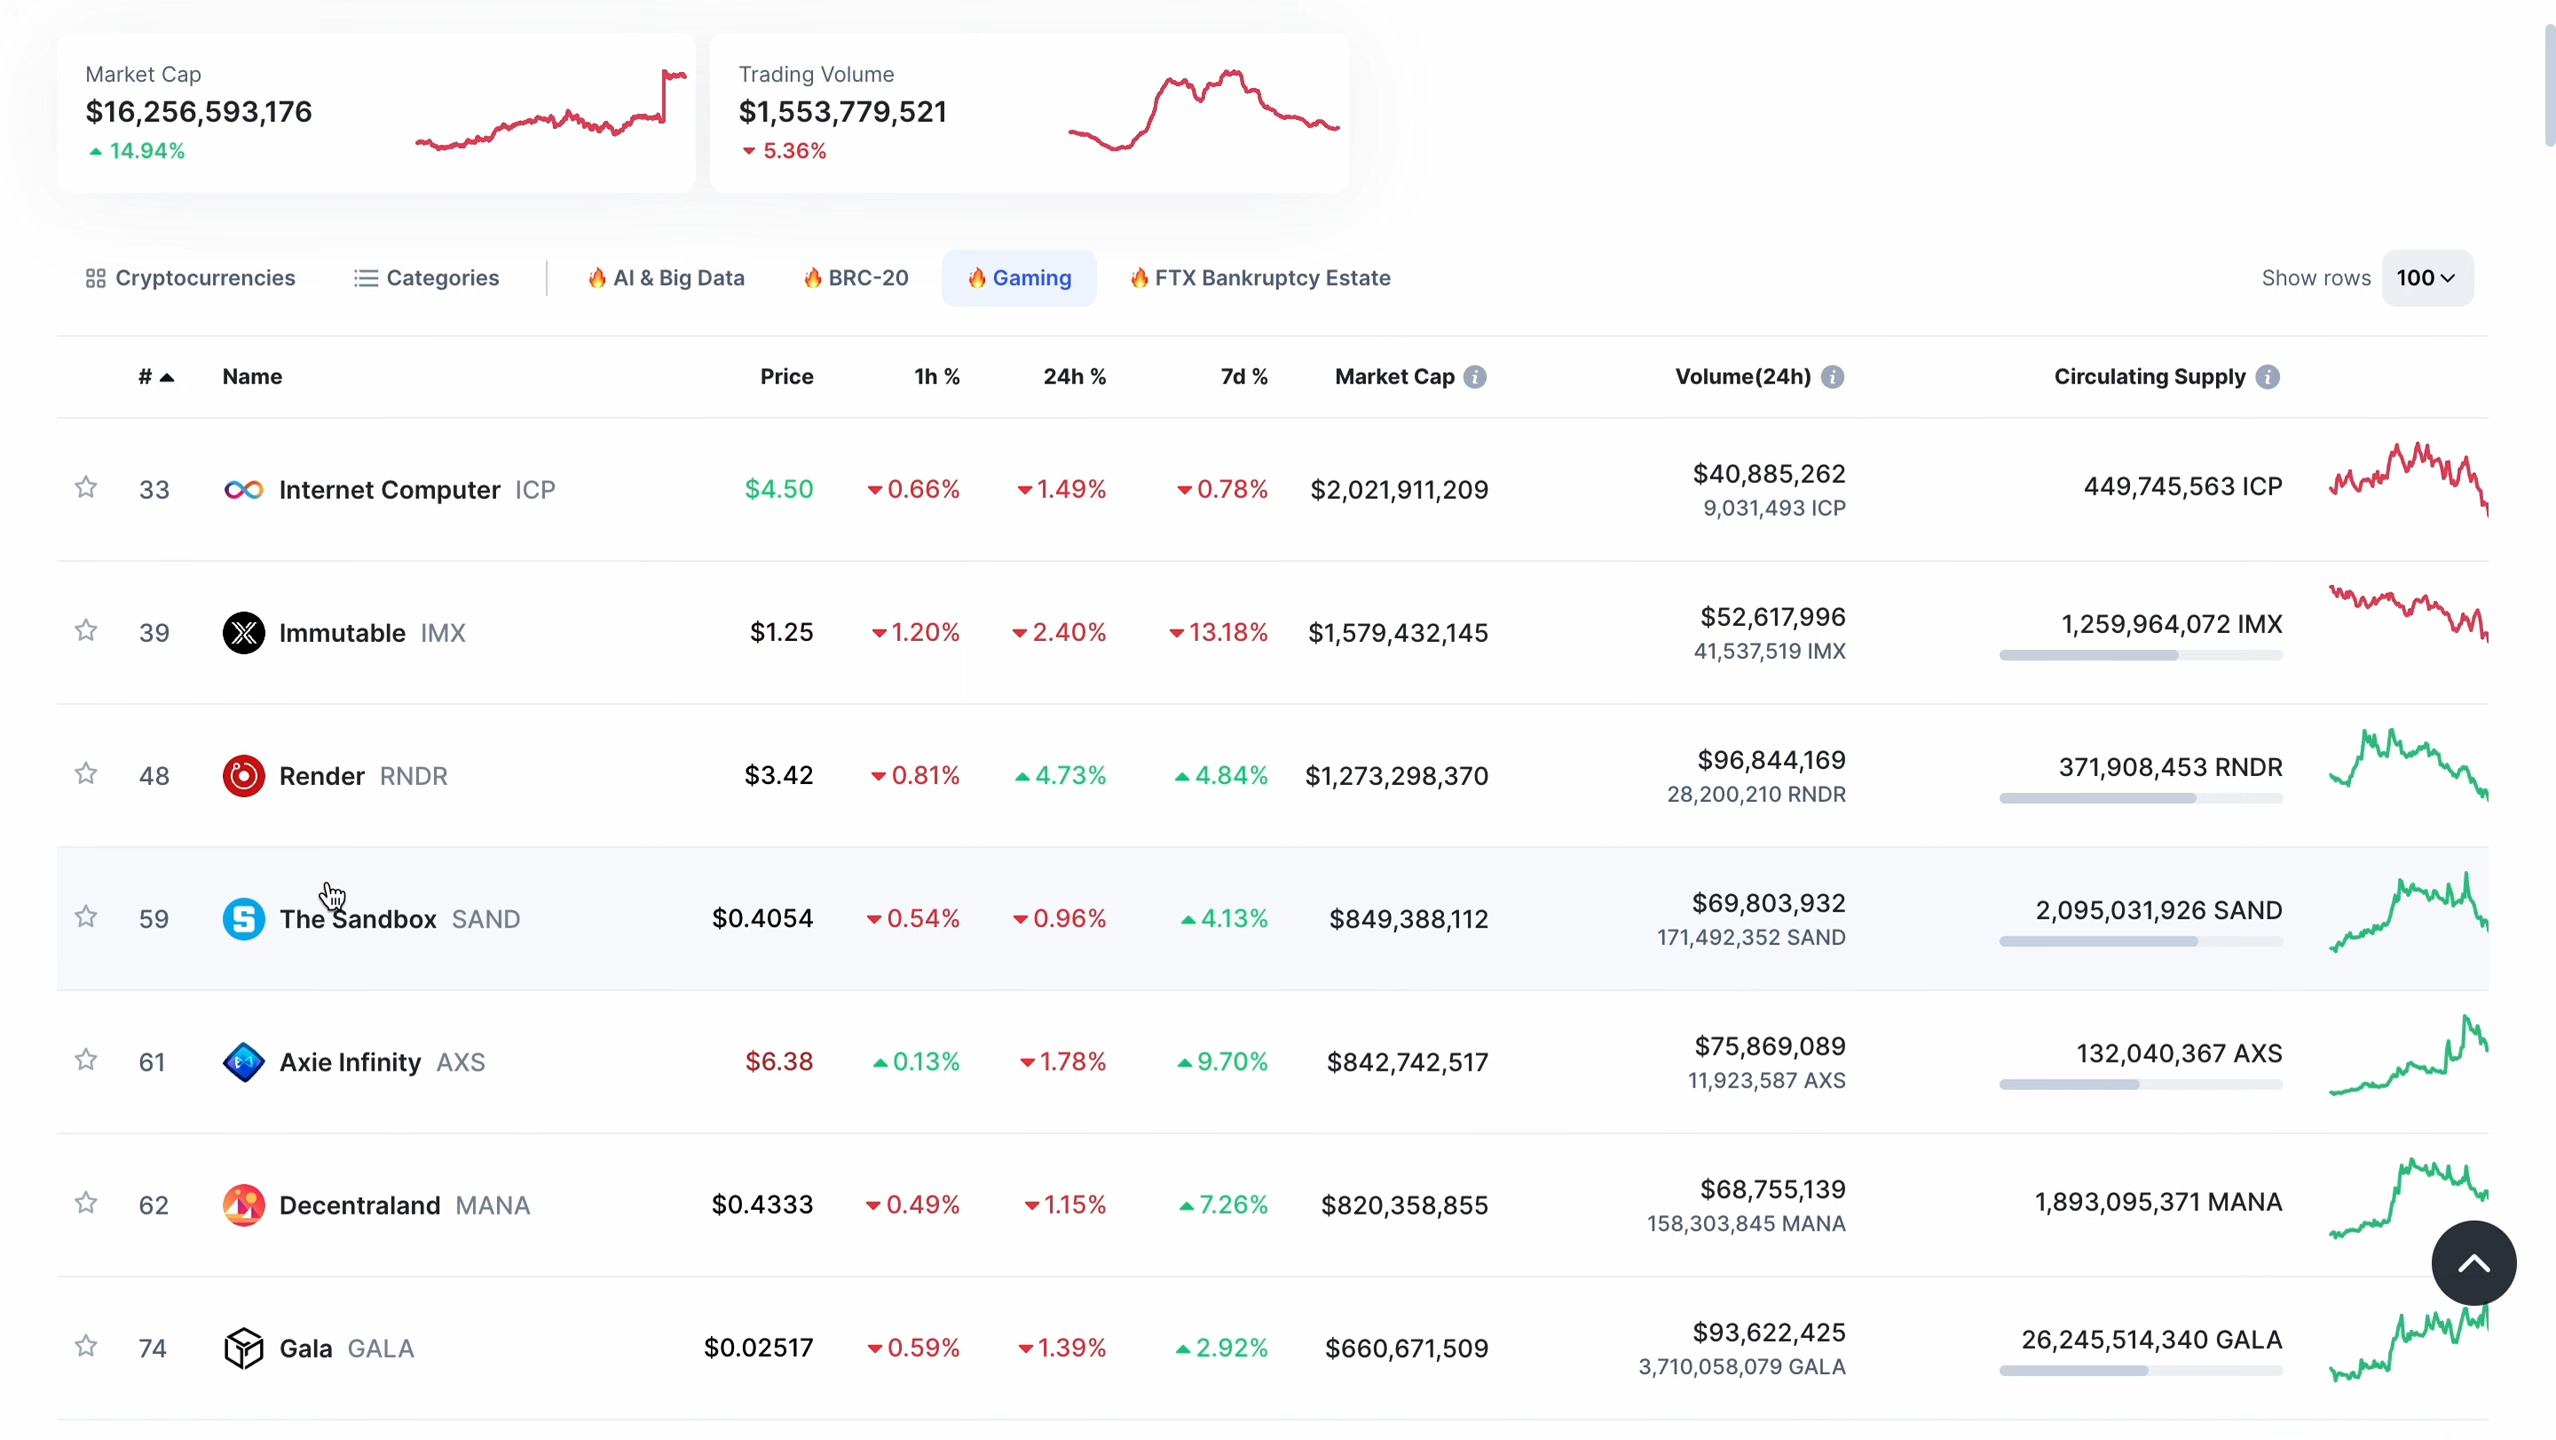 Market Cap
$16,256,593,176
14.94%
Trading Volume
$1,553,779,521
5.36%
Cryptocurrencies Categories AI & Big Data BRC-20 Gaming FTX Bankruptcy Estate Show rows 100
# Name Price 1h % 24h % 7d % Market Cap Volume(24h) Circulating Supply
33 Internet Computer ICP $4.50 0.66% 1.49% 0.78% $2,021,911,209 $40,885,262 449,745,563 ICP
9,031,493 ICP
39 Immutable IMX $1.25 1.20% 2.40% 13.18% $1,579,432,145 $52,617,996 1,259,964,072 IMX
41,537,519 IMX
48 Render RNDR $3.42 0.81% 4.73% 4.84% $1,273,298,370 $96,844,169 371,908,453 RNDR
28,200,210 RNDR
59 The Sandbox SAND $0.4054 0.54% 0.96% 4.13% $849,388,112 $69,803,932 2,095,031,926 SAND
171,492,352 SAND
61 Axie Infinity AXS $6.38 0.13% 1.78% 9.70% $842,742,517 $75,869,089 132,040,367 AXS
11,923,587 AXS
62 Decentraland MANA $0.4333 0.49% 1.15% 7.26% $820,358,855 $68,755,139 1,893,095,371 MANA
158,303,845 MANA
74 Gala GALA $0.02517 0.59% 1.39% 2.92% $660,671,509 $93,622,425 26,245,514,340 GALA
3,710,058,079 GALA